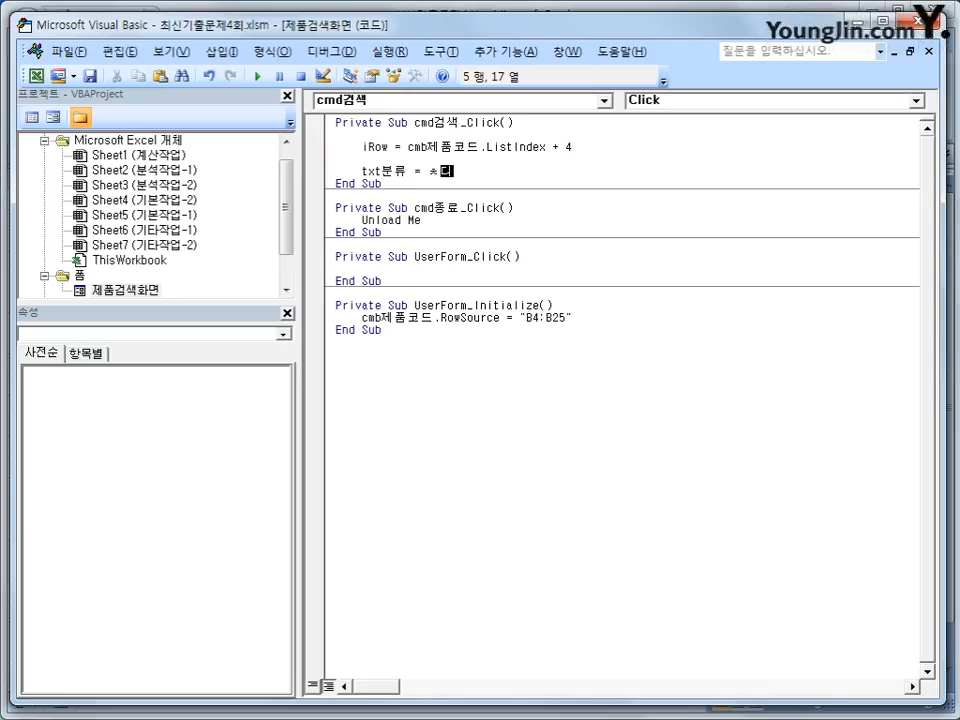 Microsoft Visual Basic - 최신기출문제4회.xlsm - [제품검색화면 (코드)]
Younglin.com Y.
파일(F) 편집(E) 보기(V) 삽입(I) 형식(O) 디버그(D) 실행(R) 도구(T) 추가 기능(A) 창(W) 도움말(H) 질문을 입력하십시오.
5 행, 17 열
프로젝트 - VBAProject
cmd검색 Click
Microsoft Excel 개체
Sheet1 (계산작업)
Sheet2 (분석작업-1)
Sheet3 (분석작업-2)
Sheet4 (기본작업-2)
Sheet5 (기본작업-1)
Sheet6 (기타작업-1)
Sheet7 (기타작업-2)
ThisWorkbook
폼
제품검색화면
속성
사전순 항목별
Private Sub cmd검색_Click()
iRow = cmb제품코드.ListIndex + 4
txt분류 = ㅊ디
End Sub
Private Sub cmd종료_Click()
Unload Me
End Sub
Private Sub UserForm_Click()
End Sub
Private Sub UserForm_Initialize()
cmb제품코드.RowSource = "B4:B25"
End Sub